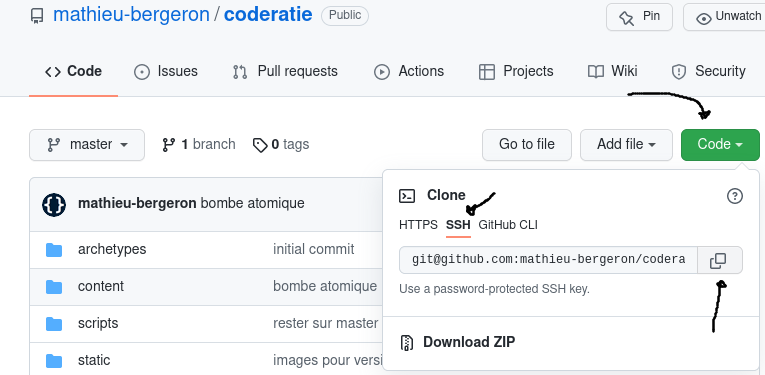 mathieu-bergeron / coderatie Public Pin Unwatch
Code Issues Pull requests Actions Projects Wiki Security
master 1 branch 0 tags Go to file Add file Code
mathieu-bergeron bombe atomique
Clone
HTTPS SSH GitHub CLI
git@github.com:mathieu-bergeron/codera
Use a password-protected SSH key.
Download ZIP
archetypes initial commit
content bombe atomique
scripts rester sur master
static images pour versi